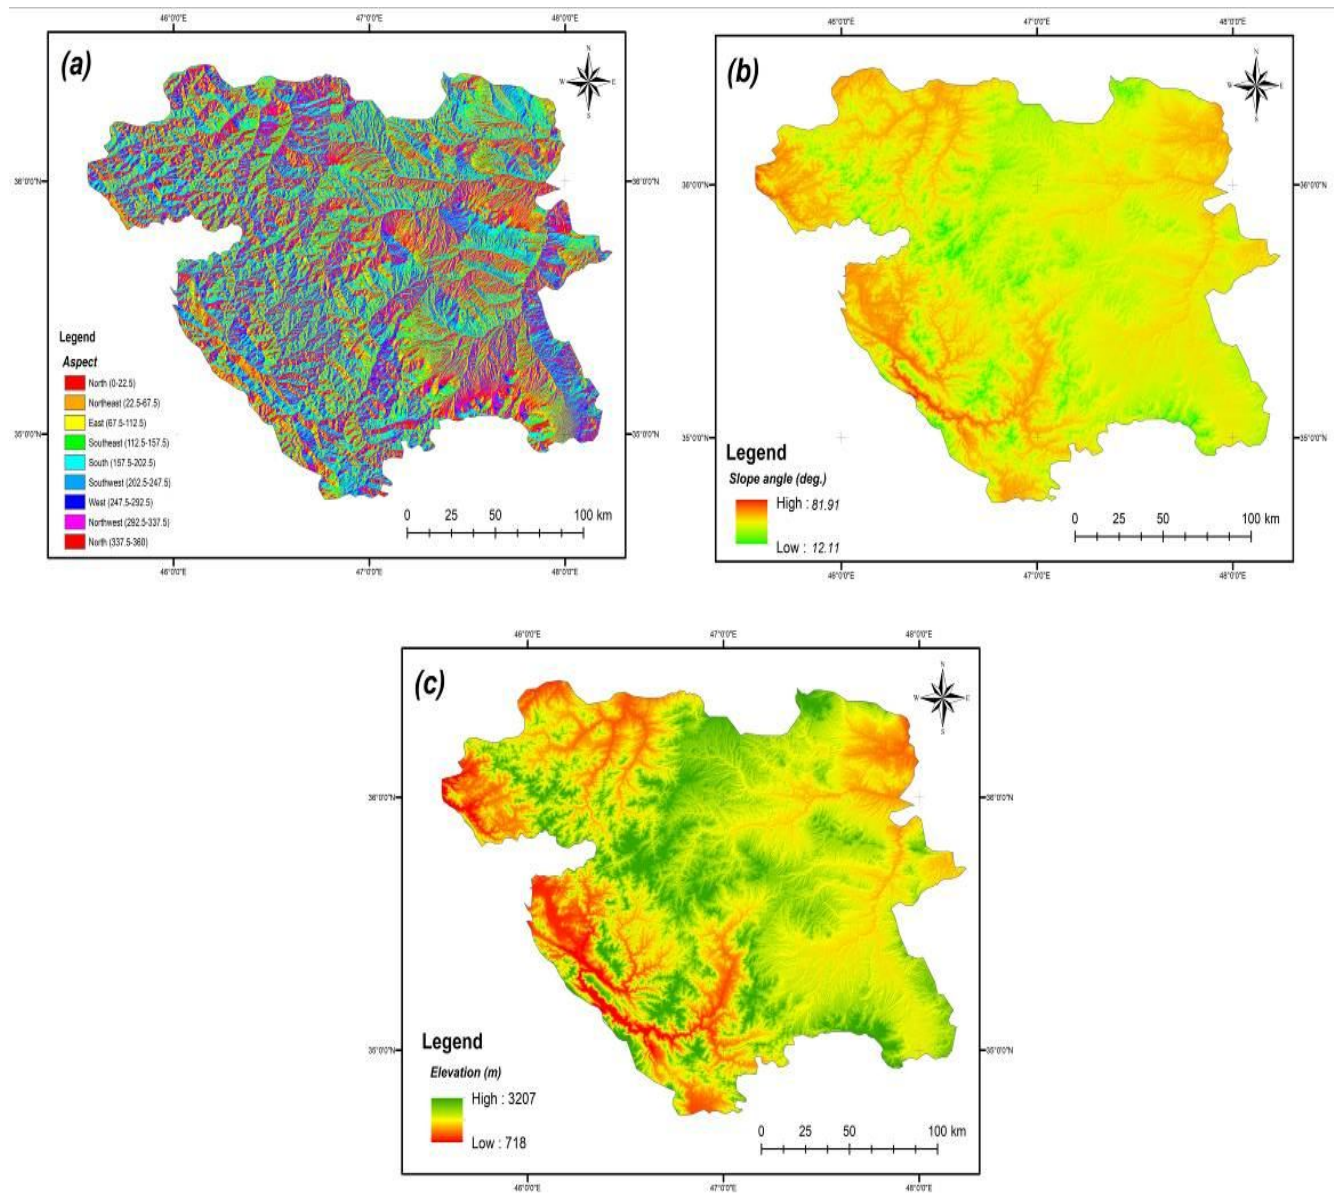 46°0'0"E 47°0'0"E 48°0'0"E
(a)
N
W E
S
36°0'0"N 36°0'0"N
35°0'0"N 35°0'0"N
Legend
Aspect
North (0-22.5)
Northeast (22.5-67.5)
East (67.5-112.5)
Southeast (112.5-157.5)
South (157.5-202.5)
Southwest (202.5-247.5)
West (247.5-292.5)
Northwest (292.5-337.5)
North (337.5-360)
0 25 50 100 km
46°0'0"E 47°0'0"E 48°0'0"E
46°0'0"E 47°0'0"E 48°0'0"E
(b)
N
W E
S
36°0'0"N 36°0'0"N
35°0'0"N 35°0'0"N
Legend
Slope angle (deg.)
High : 81.91
Low : 12.11
0 25 50 100 km
46°0'0"E 47°0'0"E 48°0'0"E
46°0'0"E 47°0'0"E 48°0'0"E
(c)
N
W E
S
36°0'0"N 36°0'0"N
35°0'0"N 35°0'0"N
Legend
Elevation (m)
High : 3207
Low : 718
0 25 50 100 km
46°0'0"E 47°0'0"E 48°0'0"E